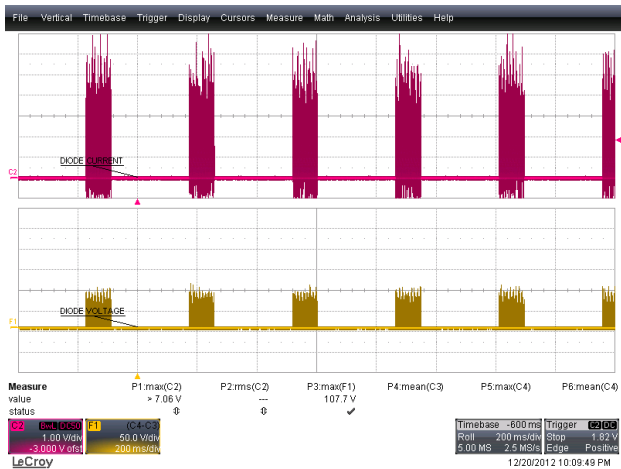 File Vertical Timebase Trigger Display Cursors Measure Math Analysis Utilities Help
DIODE CURRENT
C2
DIODE VOLTAGE
F1
Measure P1:max(C2) P2:rms(C2) P3:max(F1) P4:mean(C3) P5:max(C4) P6:mean(C4)
value > 7.06 V --- 107.7 V
status
C2 BwL DC50
1.00 V/div
-3.000 V ofst
F1 (C4-C3)
50.0 V/div
200 ms/div
Timebase -600 ms
Roll 200 ms/div
5.00 MS 2.5 MS/s
Trigger C2 DC
Stop 1.82 V
Edge Positive
LeCroy
12/20/2012 10:09:49 PM